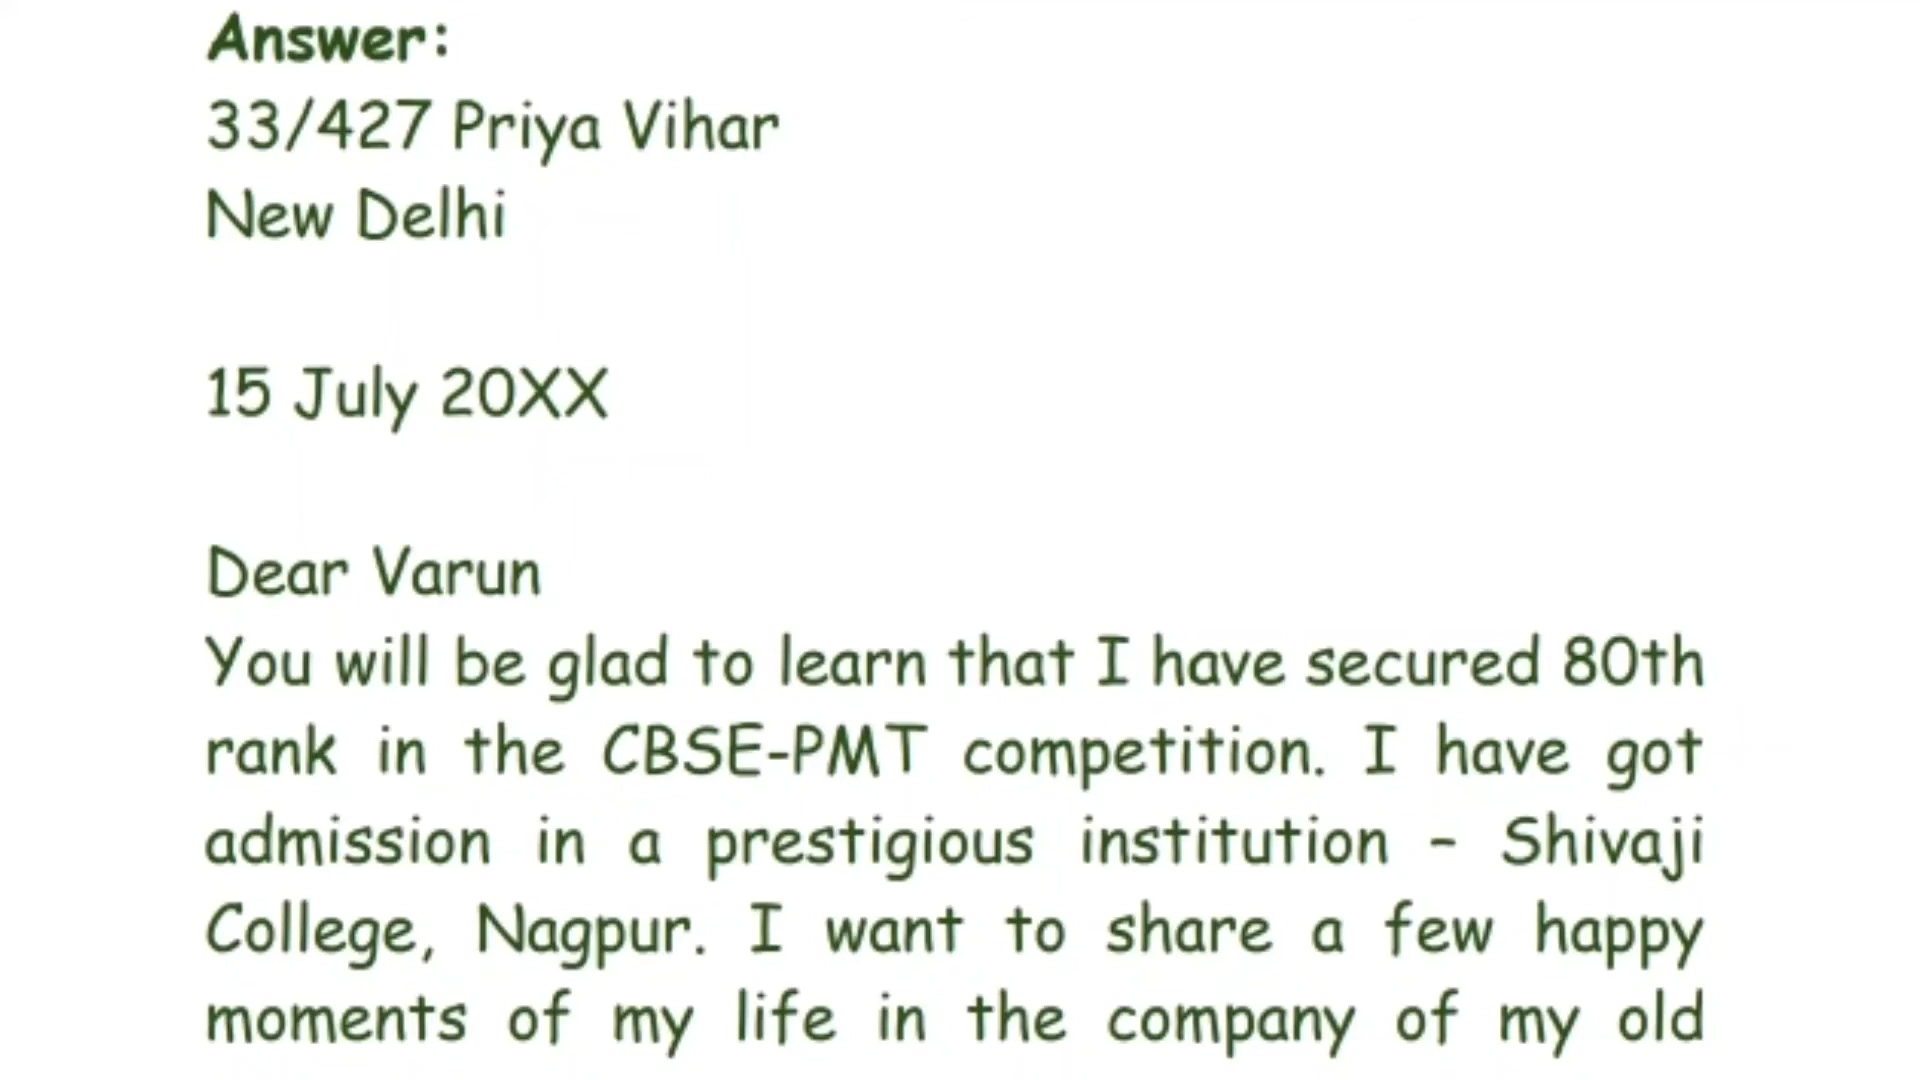 Answer:
33/427 Priya Vihar
New Delhi
15 July 20XX
Dear Varun
You will be glad to learn that I have secured 80th
rank in the CBSE-PMT competition. I have got
admission in a prestigious institution – Shivaji
College, Nagpur. I want to share a few happy
moments of my life in the company of my old